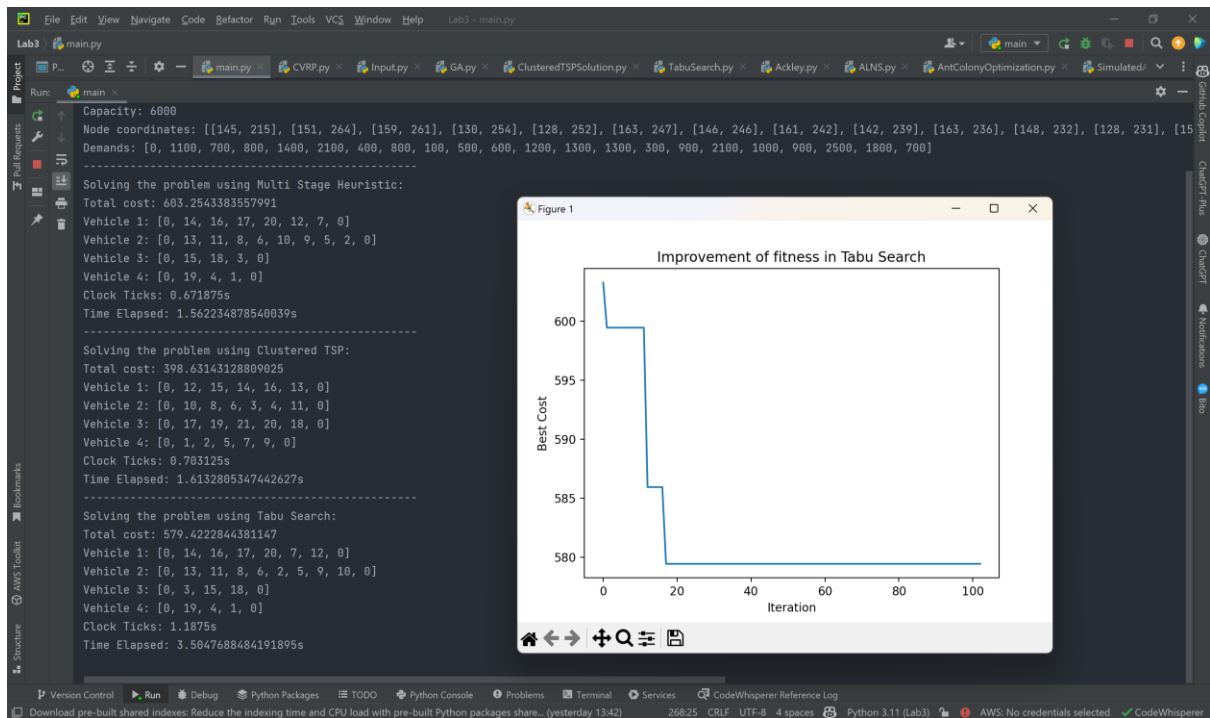 File Edit View Navigate Code Refactor Run Tools VCS Window Help Lab3 - main.py
Lab3 main.py main
Project P... main.py CVRP.py Input.py GA.py ClusteredTSPSolution.py TabuSearch.py Ackley.py ALNS.py AntColonyOptimization.py
Run: main
Capacity: 6000
Node coordinates: [[145, 215], [151, 264], [159, 261], [130, 254], [128, 252], [163, 247], [146, 246], [161, 242], [142, 239], [163, 236], [148, 232], [128, 231], [15
Demands: [0, 1100, 700, 800, 1400, 2100, 400, 800, 100, 500, 600, 1200, 1300, 1300, 300, 900, 2100, 1000, 900, 2500, 1800, 700]
------------------------------------------------
Solving the problem using Multi Stage Heuristic:
Total cost: 603.2543383557991
Vehicle 1: [0, 14, 16, 17, 20, 12, 7, 0]
Vehicle 2: [0, 13, 11, 8, 6, 10, 9, 5, 2, 0]
Vehicle 3: [0, 15, 18, 3, 0]
Vehicle 4: [0, 19, 4, 1, 0]
Clock Ticks: 0.671875s
Time Elapsed: 1.562234878540039s
------------------------------------------------
Solving the problem using Clustered TSP:
Total cost: 398.63143128809025
Vehicle 1: [0, 12, 15, 14, 16, 13, 0]
Vehicle 2: [0, 10, 8, 6, 3, 4, 11, 0]
Vehicle 3: [0, 17, 19, 21, 20, 18, 0]
Vehicle 4: [0, 1, 2, 5, 7, 9, 0]
Clock Ticks: 0.703125s
Time Elapsed: 1.6132805347442627s
------------------------------------------------
Solving the problem using Tabu Search:
Total cost: 579.4222844381147
Vehicle 1: [0, 14, 16, 17, 20, 7, 12, 0]
Vehicle 2: [0, 13, 11, 8, 6, 2, 5, 9, 10, 0]
Vehicle 3: [0, 3, 15, 18, 0]
Vehicle 4: [0, 19, 4, 1, 0]
Clock Ticks: 1.1875s
Time Elapsed: 3.5047688484191895s
Figure 1
Improvement of fitness in Tabu Search
Best Cost
600
595
590
585
580
0 20 40 60 80 100
Iteration
Pull Requests
Bookmarks
AWS Toolkit
Structure
GitHub Copilot
ChatGPT-Plus
ChatGPT
Notifications
Bito
Version Control Run Debug Python Packages TODO Python Console Problems Terminal Services CodeWhisperer Reference Log
Download pre-built shared indexes: Reduce the indexing time and CPU load with pre-built Python packages share... (yesterday 13:42) 268:25 CRLF UTF-8 4 spaces Python 3.11 (Lab3) AWS: No credentials selected CodeWhisperer